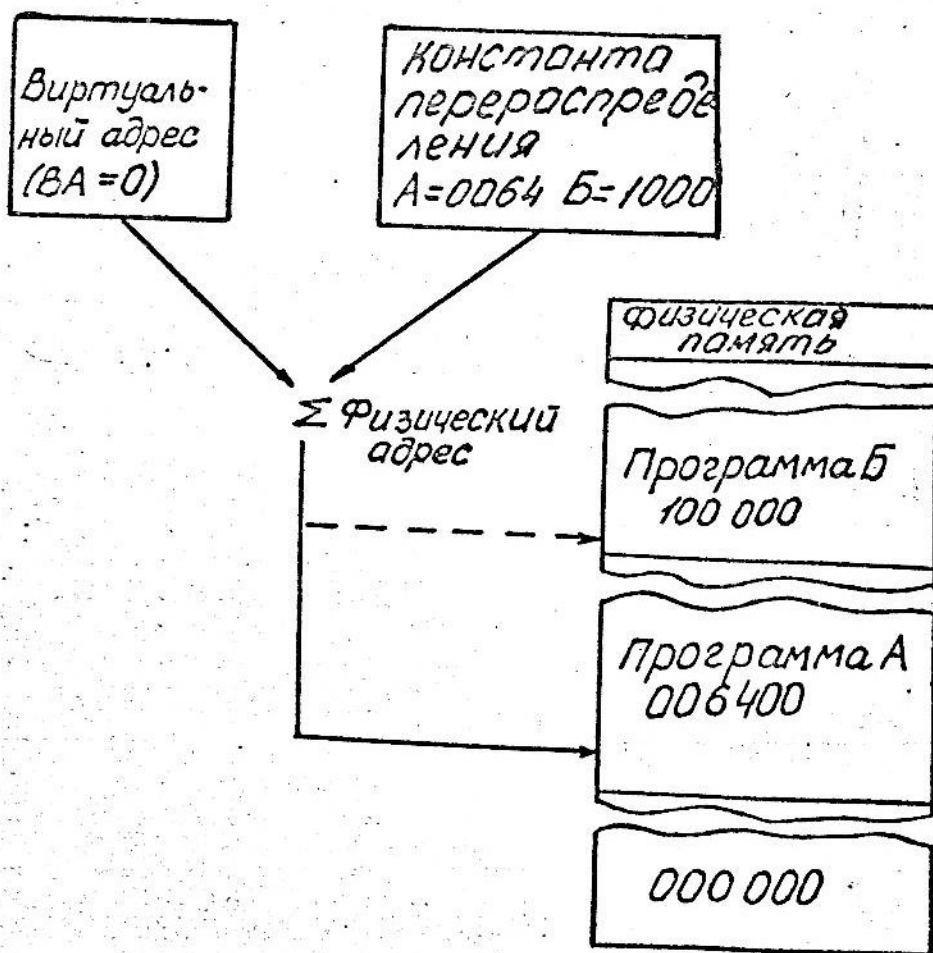 Виртуаль-
ный адрес
(ВА=0)
Константа
перераспреде
ления
А=0064 Б=1000
Физическая
память
Σ Физический
адрес
Программа Б
100 000
Программа А
006400
000 000